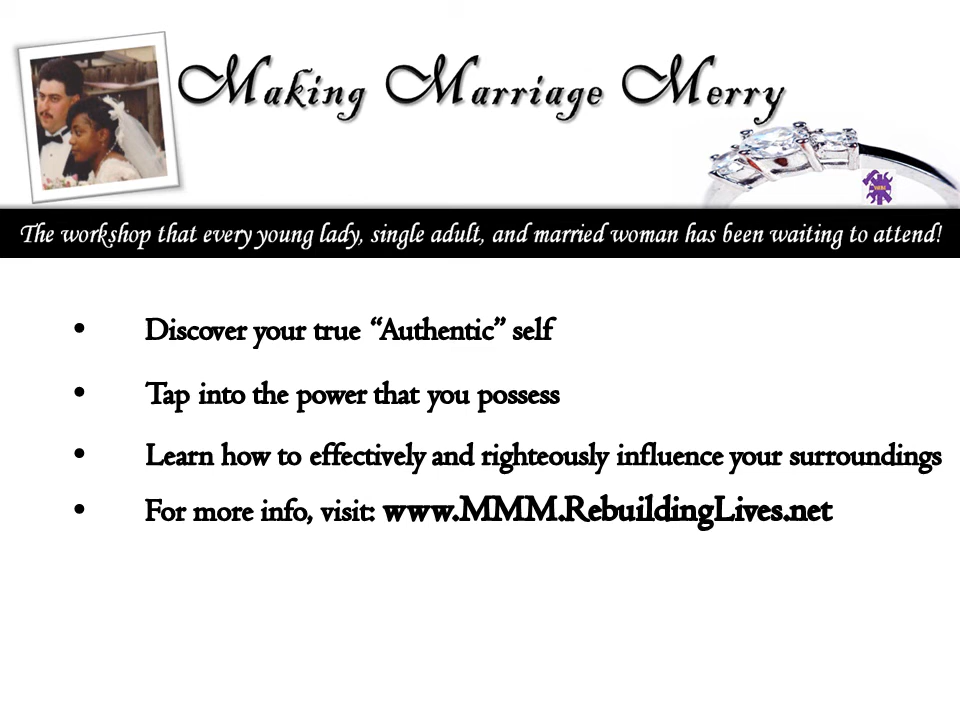 Making Marriage Merry
The workshop that every young lady, single adult, and married woman has been waiting to attend!
• Discover your true “Authentic” self
• Tap into the power that you possess
• Learn how to effectively and righteously influence your surroundings
• For more info, visit: www.MMM.RebuildingLives.net